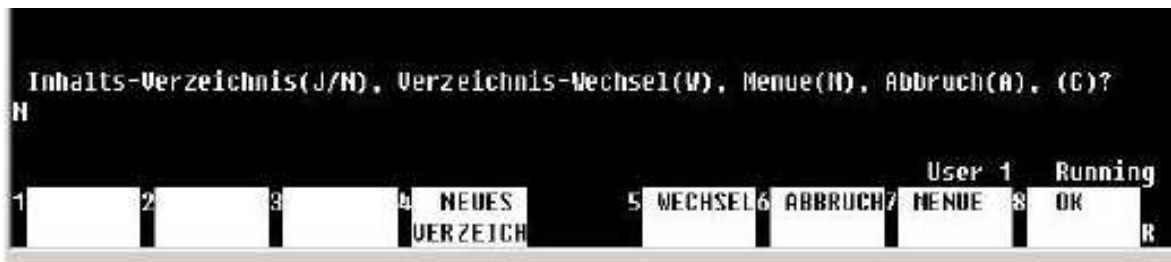 Inhalts-Verzeichnis(J/N), Verzeichnis-Wechsel(W), Menue(M), Abbruch(A), (C)?
N
User 1 Running
1 2 3 4 NEUES 5 WECHSEL 6 ABBRUCH 7 MENUE 8 OK
VERZEICH R